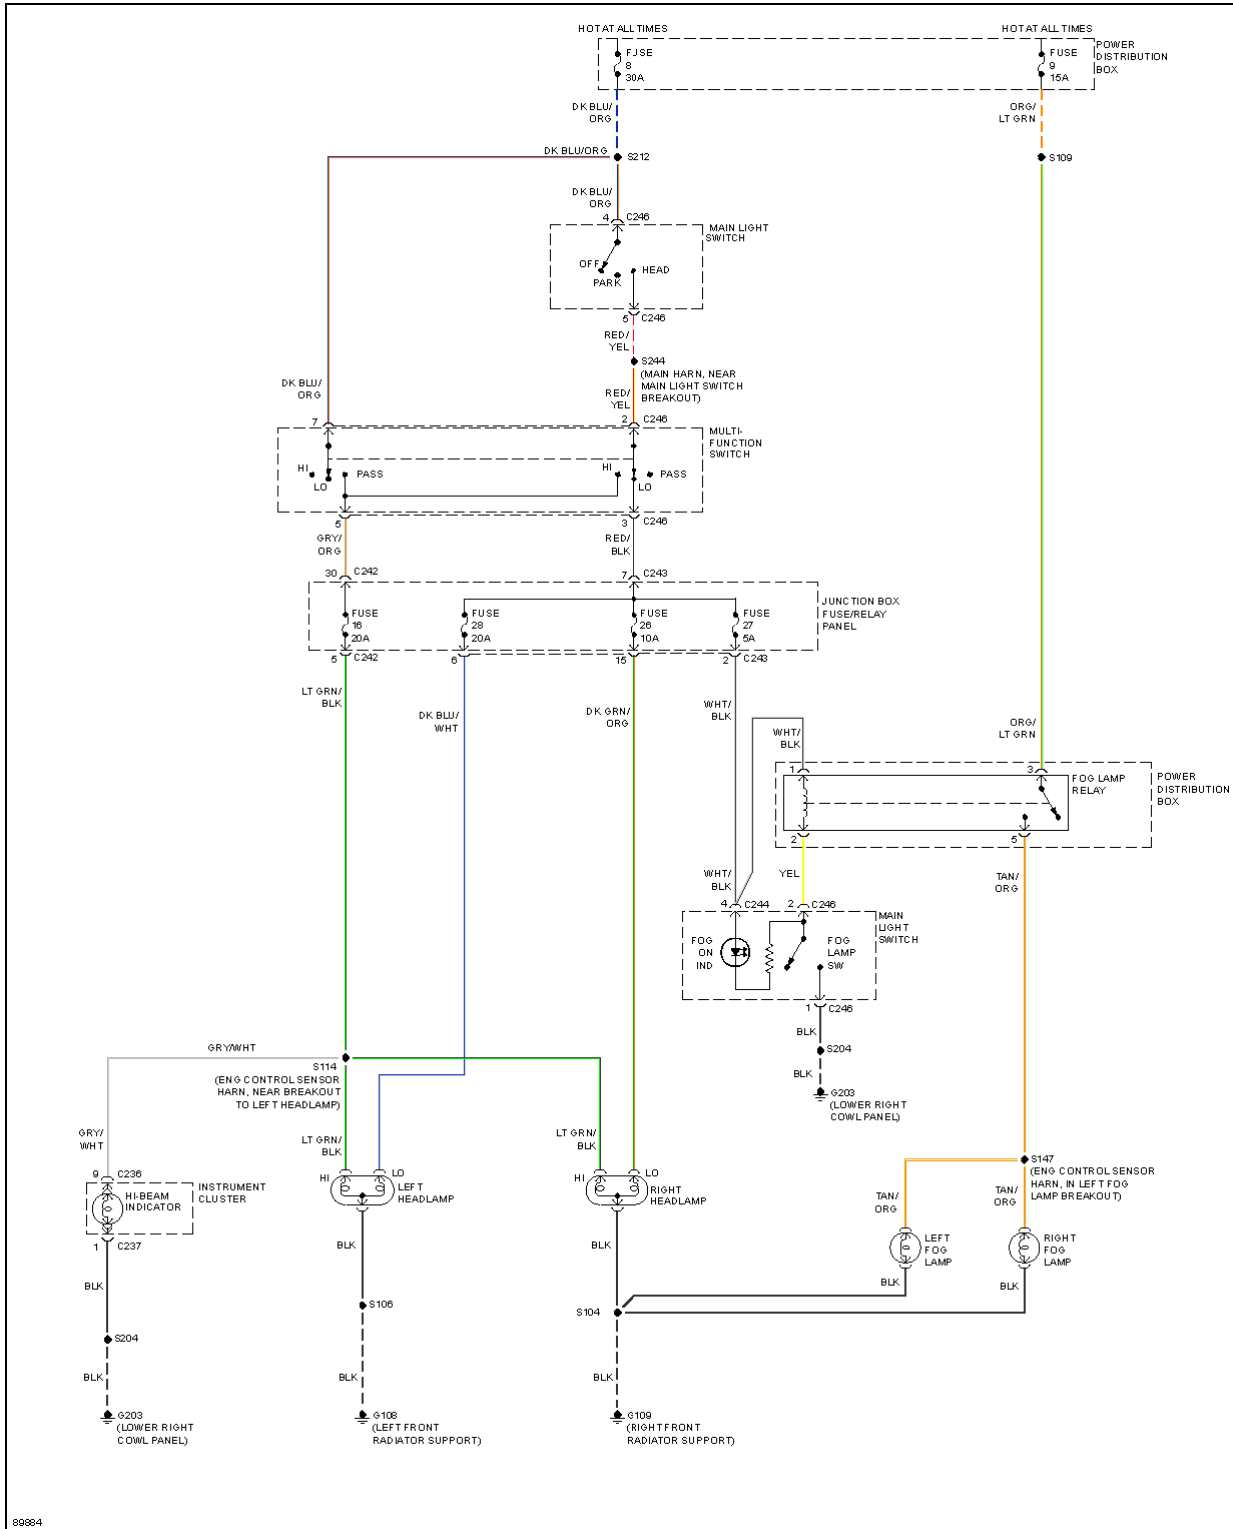 HOT AT ALL TIMES
HOT AT ALL TIMES
FJSE
8
30A
FUSE
9
15A
POWER
DISTRIBUTION
BOX
DK BLU/
ORG
ORG/
LT GRN
DK BLU/ORG
S212
S109
DK BLU/
ORG
4
C246
MAIN LIGHT
SWITCH
OFF
PARK
HEAD
5
C246
RED/
YEL
S244
(MAIN HARN, NEAR
MAIN LIGHT SWITCH
BREAKOUT)
DK BLU/
ORG
RED/
YEL
7
2
C246
MULTI-
FUNCTION
SWITCH
HI
LO
PASS
HI
LO
PASS
5
3
C246
GRY/
ORG
RED/
BLK
30
C242
7
C243
FUSE
16
20A
FUSE
28
20A
FUSE
26
10A
FUSE
27
5A
JUNCTION BOX
FUSE/RELAY
PANEL
5
C242
6
15
2
C243
LT GRN/
BLK
DK BLU/
WHT
DK GRN/
ORG
WHT/
BLK
WHT/
BLK
ORG/
LT GRN
1
3
FOG LAMP
RELAY
POWER
DISTRIBUTION
BOX
2
5
WHT/
BLK
YEL
TAN/
ORG
4
C244
2
C246
MAIN
LIGHT
SWITCH
FOG
ON
IND
FOG
LAMP
SW
1
C246
BLK
S204
BLK
G203
(LOWER RIGHT
COWL PANEL)
GRY/WHT
S114
(ENG CONTROL SENSOR
HARN, NEAR BREAKOUT
TO LEFT HEADLAMP)
GRY/
WHT
LT GRN/
BLK
LT GRN/
BLK
S147
(ENG CONTROL SENSOR
HARN, IN LEFT FOG
LAMP BREAKOUT)
9
C236
HI-BEAM
INDICATOR
INSTRUMENT
CLUSTER
1
C237
HI
LO
LEFT
HEADLAMP
HI
LO
RIGHT
HEADLAMP
TAN/
ORG
TAN/
ORG
LEFT
FOG
LAMP
RIGHT
FOG
LAMP
BLK
BLK
BLK
BLK
BLK
S204
S106
S104
BLK
BLK
BLK
G203
(LOWER RIGHT
COWL PANEL)
G108
(LEFT FRONT
RADIATOR SUPPORT)
G109
(RIGHT FRONT
RADIATOR SUPPORT)
89884